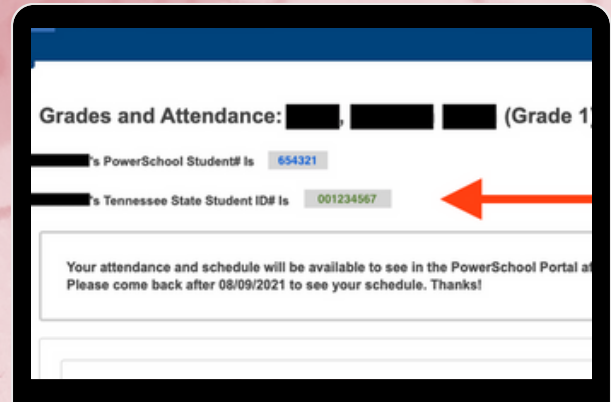 Grades and Attendance: , (Grade 1)
's PowerSchool Student# Is 654321
's Tennessee State Student ID# Is 001234567
Your attendance and schedule will be available to see in the PowerSchool Portal
Please come back after 08/09/2021 to see your schedule. Thanks!